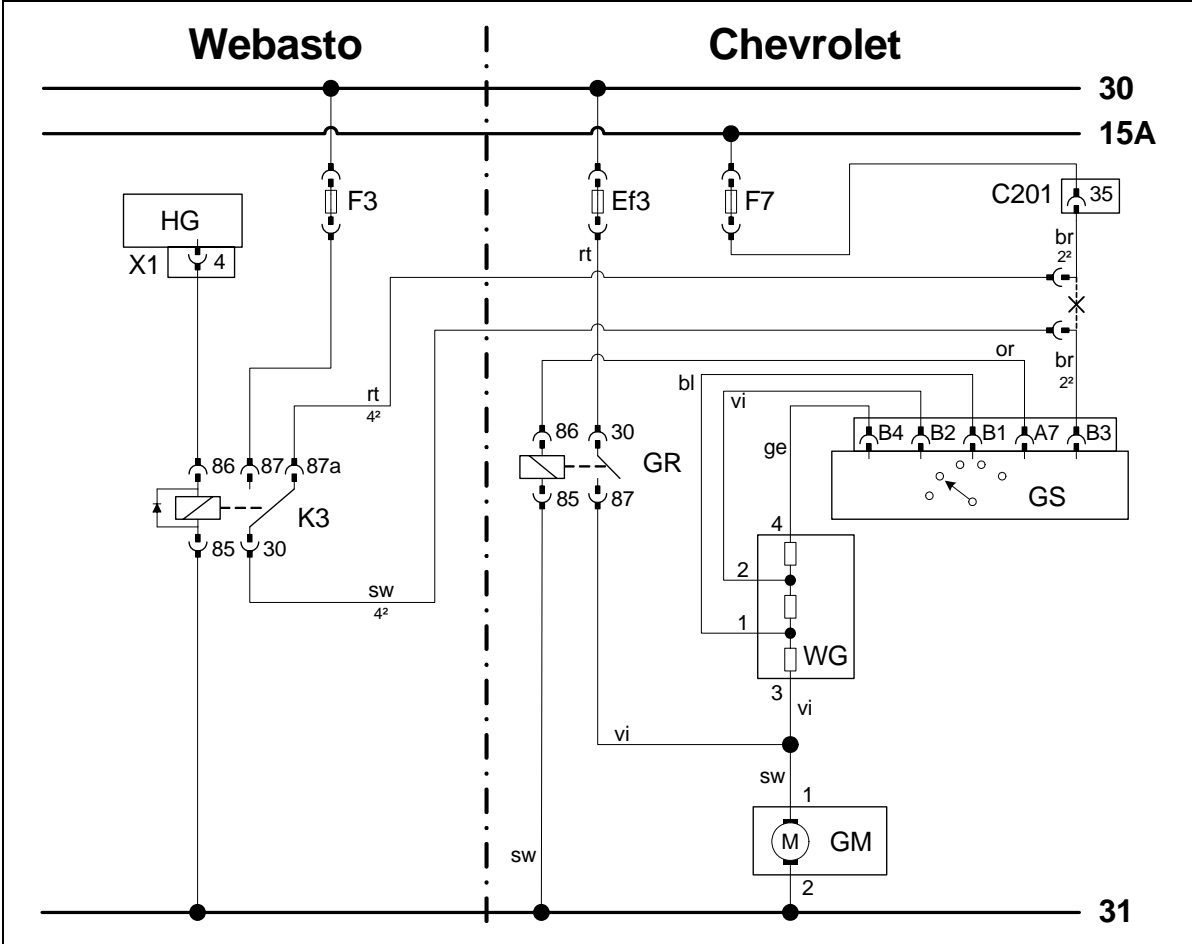 Webasto
Chevrolet
30
15A
F3
Ef3
F7
C201
35
HG
X1
4
rt
br
2²
or
br
2²
bl
vi
rt
4²
ge
B4
B2
B1
A7
B3
86
87
87a
86
30
GR
GS
K3
85
87
85
30
4
2
sw
4²
1
WG
3
vi
vi
sw
1
M
GM
sw
2
31